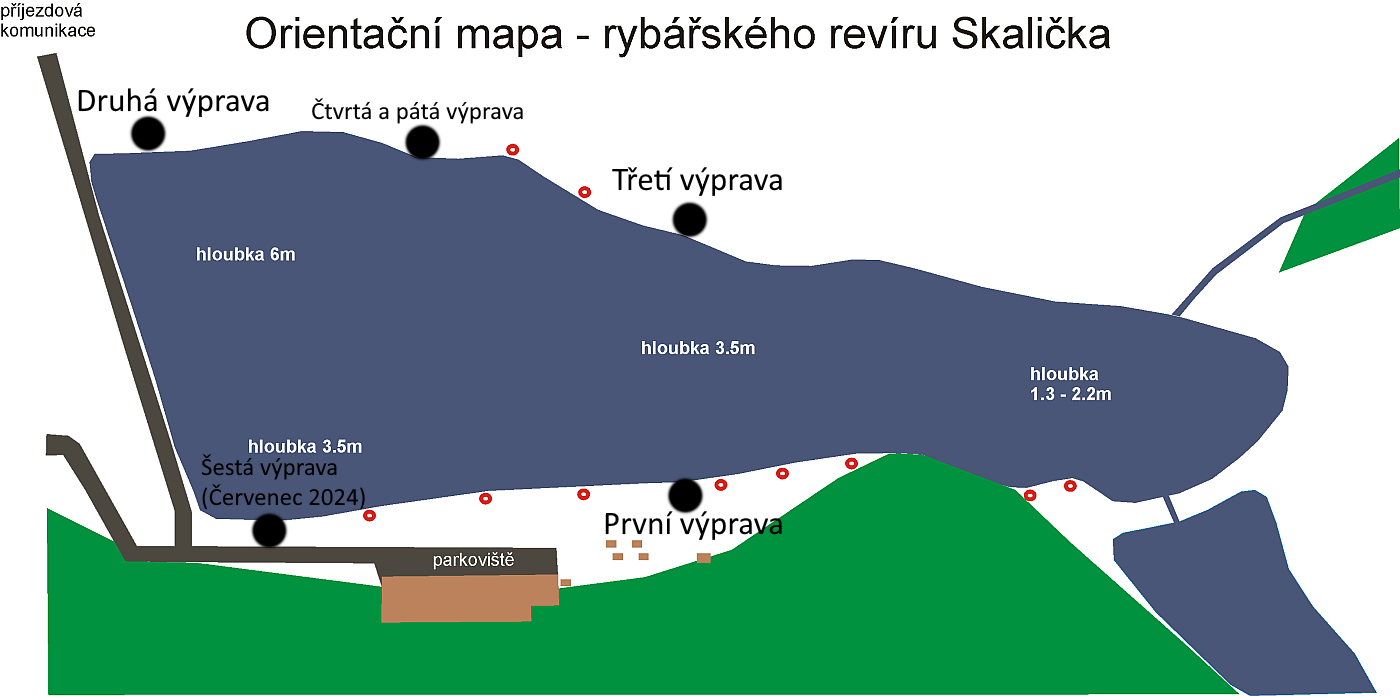 příjezdová
komunikace
Orientační mapa - rybářského revíru Skalička
Druhá výprava
Čtvrtá a pátá výprava
Třetí výprava
hloubka 6m
hloubka 3.5m
hloubka
1.3 - 2.2m
hloubka 3.5m
Šestá výprava
(Červenec 2024)
První výprava
parkoviště